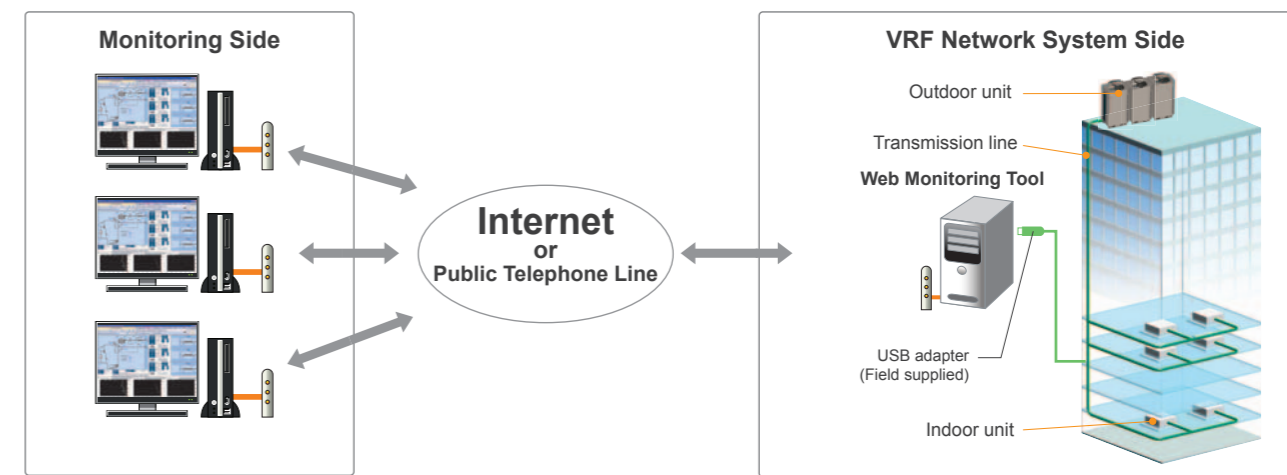 Monitoring Side
Internet
or
Public Telephone Line
VRF Network System Side
Outdoor unit
Transmission line
Web Monitoring Tool
USB adapter
(Field supplied)
Indoor unit